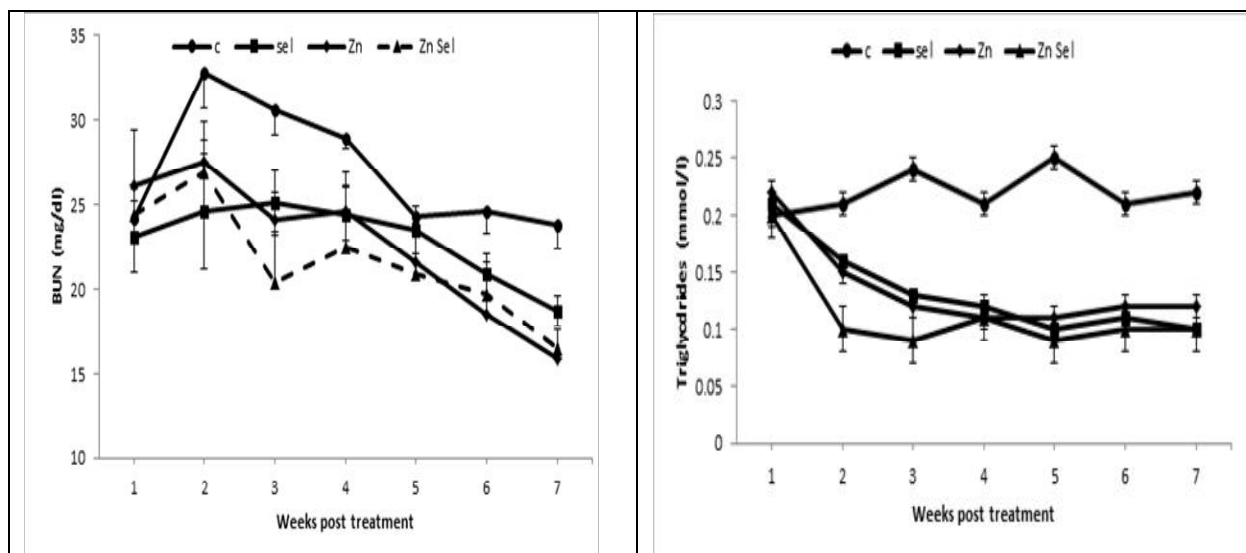 35
30
25
20
15
10
BUN (mg/dl)
c sel Zn Zn Sel
1 2 3 4 5 6 7
Weeks post treatment
c sel Zn Zn Sel
0.3
0.25
0.2
0.15
0.1
0.05
0
Triglycdrides (mmol/l)
1 2 3 4 5 6 7
Weeks post treatment